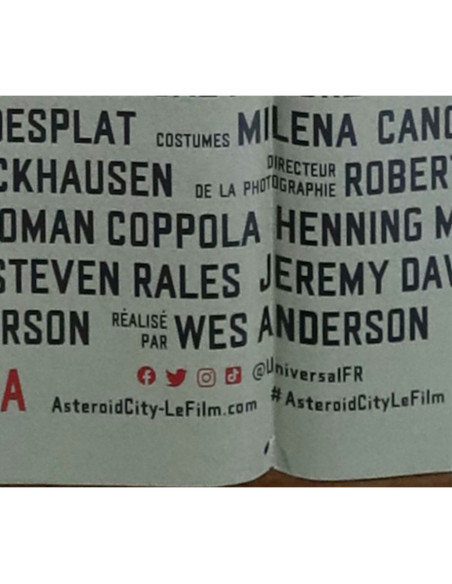 DESPLAT COSTUMES MILENA CANO
CKHAUSEN DIRECTEUR DE LA PHOTOGRAPHIE ROBERT
OMAN COPPOLA HENNING M
STEVEN RALES JEREMY DAW
RSON RÉALISÉ PAR WES ANDERSON
@UniversalFR
A AsteroidCity-LeFilm.com #AsteroidCityLeFilm